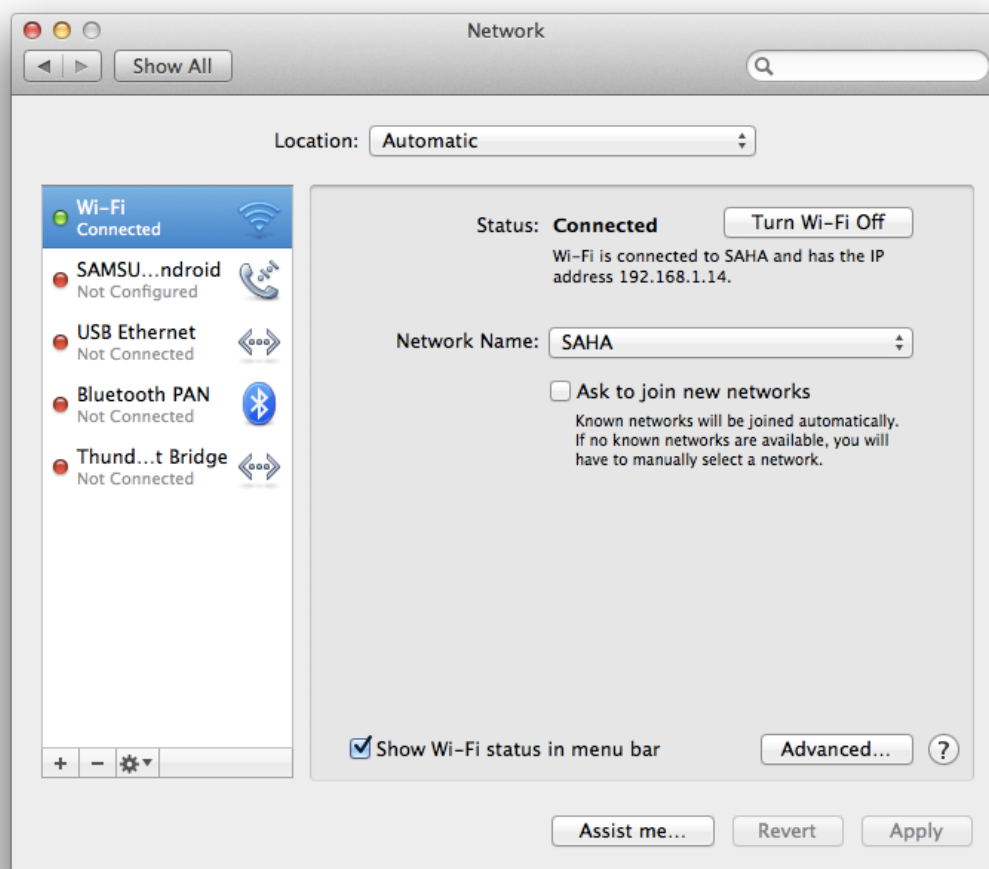 Network
Show All
Location: Automatic
Wi-Fi
Connected
SAMSU...ndroid
Not Configured
USB Ethernet
Not Connected
Bluetooth PAN
Not Connected
Thund...t Bridge
Not Connected
Status: Connected
Turn Wi-Fi Off
Wi-Fi is connected to SAHA and has the IP
address 192.168.1.14.
Network Name: SAHA
Ask to join new networks
Known networks will be joined automatically.
If no known networks are available, you will
have to manually select a network.
Show Wi-Fi status in menu bar
Advanced...
?
Assist me...
Revert
Apply